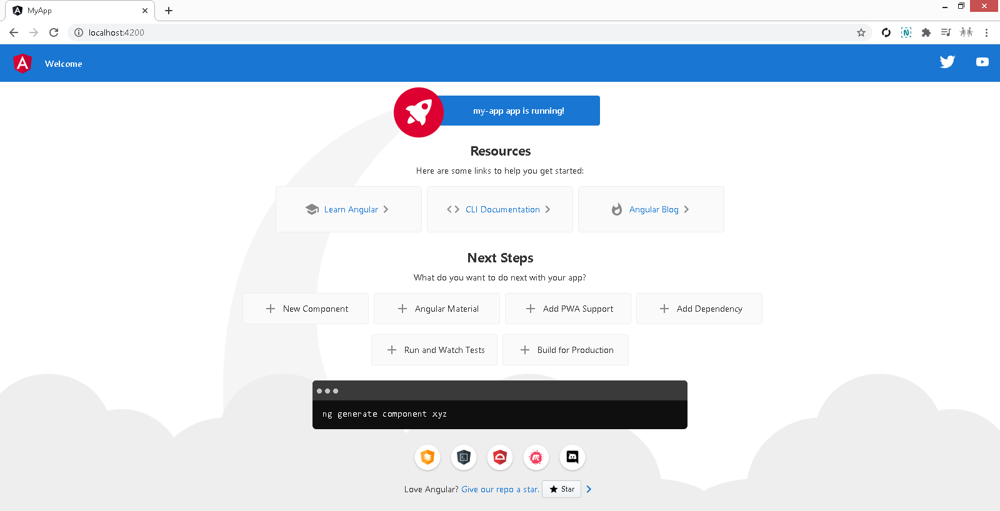 MyApp
localhost:4200
Welcome
my-app app is running!
Resources
Here are some links to help you get started:
Learn Angular
CLI Documentation
Angular Blog
Next Steps
What do you want to do next with your app?
New Component
Angular Material
Add PWA Support
Add Dependency
Run and Watch Tests
Build for Production
ng generate component xyz
Love Angular? Give our repo a star. Star